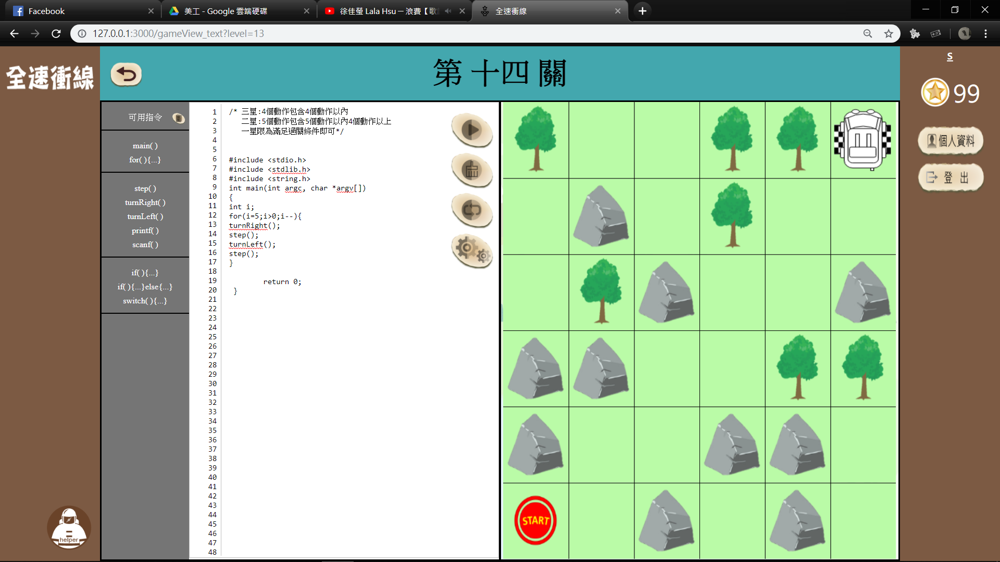 Facebook
美工 - Google 雲端硬碟
徐佳瑩 Lala Hsu － 浪費【歌
全速衝線
127.0.0.1:3000/gameView_text?level=13
全速衝線
第 十四 關
S
99
個人資料
登 出
可用指令
main( )
for( ){...}
step( )
turnRight( )
turnLeft( )
printf( )
scanf( )
if( ){...}
if( ){...}else{...}
switch( ){...}
helper
1 /* 三星:4個動作包含4個動作以內
2 二星:5個動作包含5個動作以內4個動作以上
3 一星限為滿足過關條件即可*/
4
5
6 #include <stdio.h>
7 #include <stdlib.h>
8 #include <string.h>
9 int main(int argc, char *argv[])
10 {
11 int i;
12 for(i=5;i>0;i--){
13 turnRight();
14 step();
15 turnLeft();
16 step();
17 }
18
19 return 0;
20 }
21
22
23
24
25
26
27
28
29
30
31
32
33
34
35
36
37
38
39
40
41
42
43
44
45
46
47
48
START